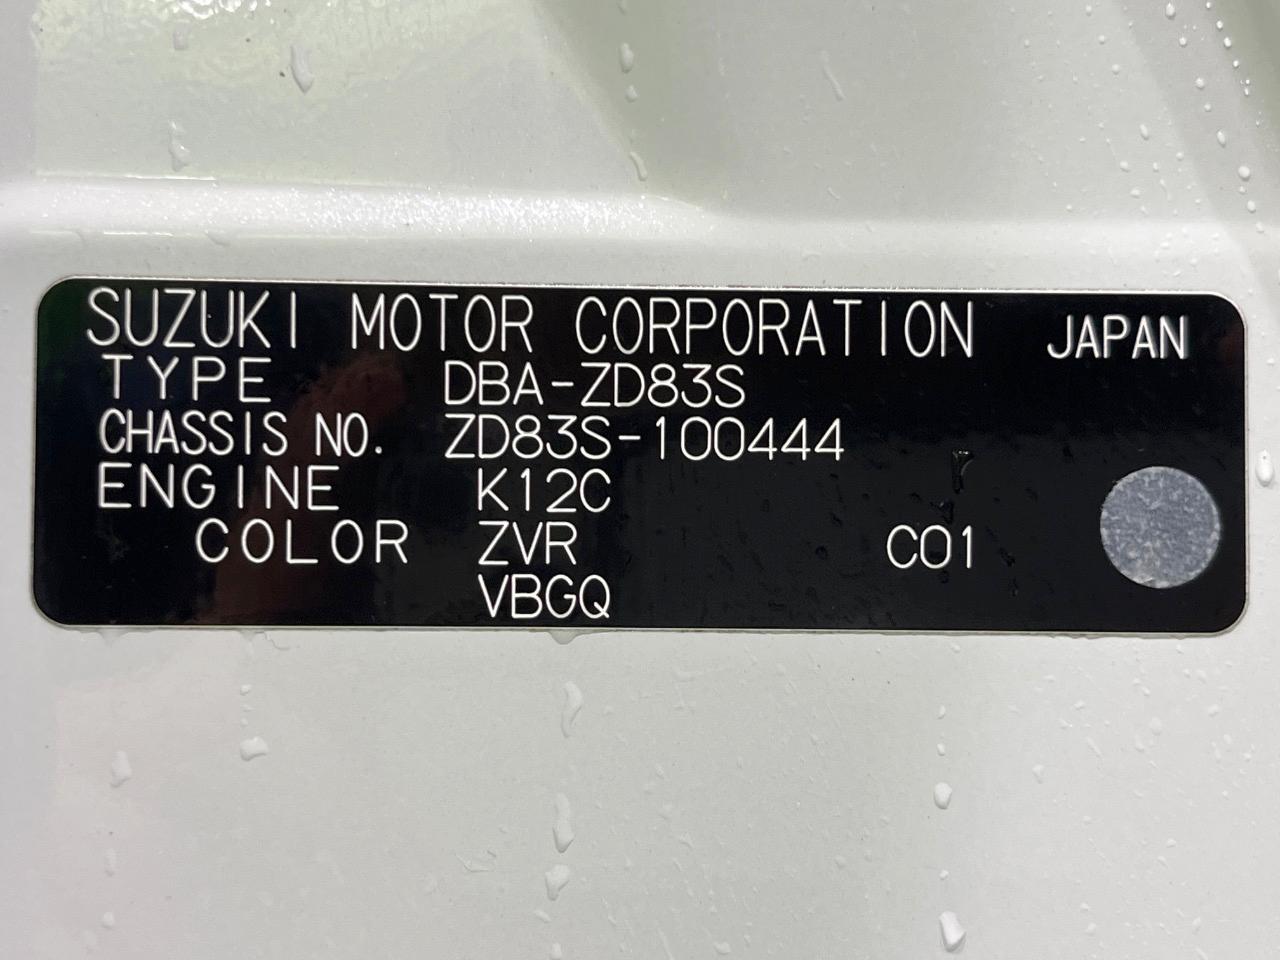 SUZUKI MOTOR CORPORATION JAPAN
TYPE DBA-ZD83S
CHASSIS NO. ZD83S-100444
ENGINE K12C
COLOR ZVR C01
VBGQ